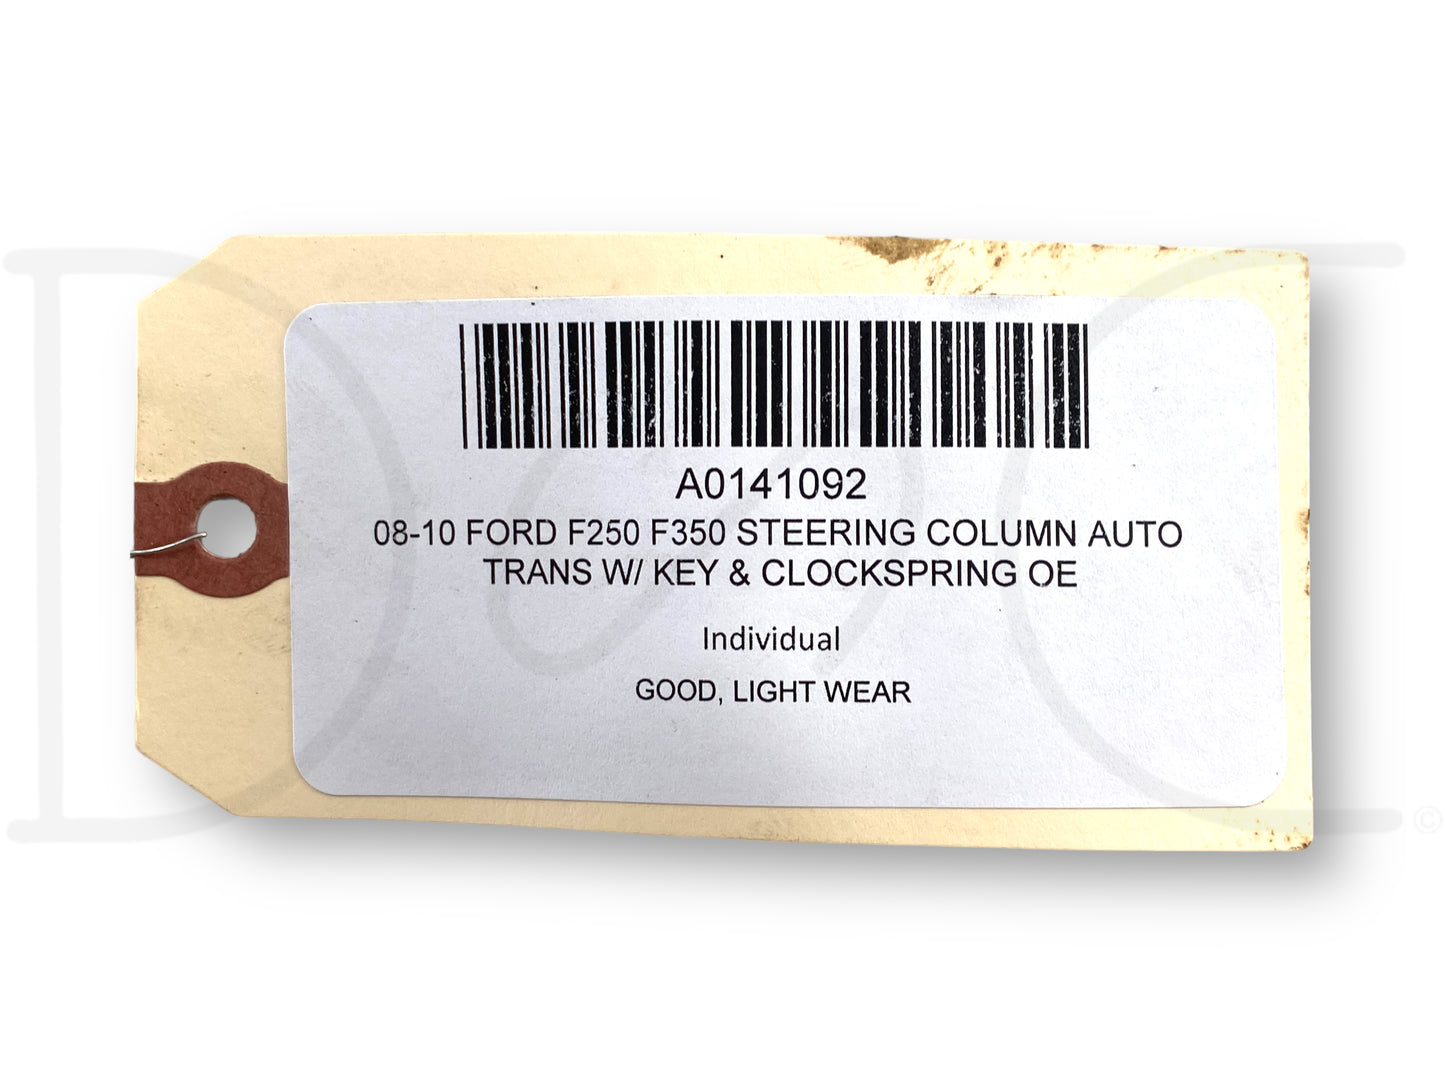 A0141092
08-10 FORD F250 F350 STEERING COLUMN AUTO
TRANS W/ KEY & CLOCKSPRING OE
Individual
GOOD, LIGHT WEAR
©